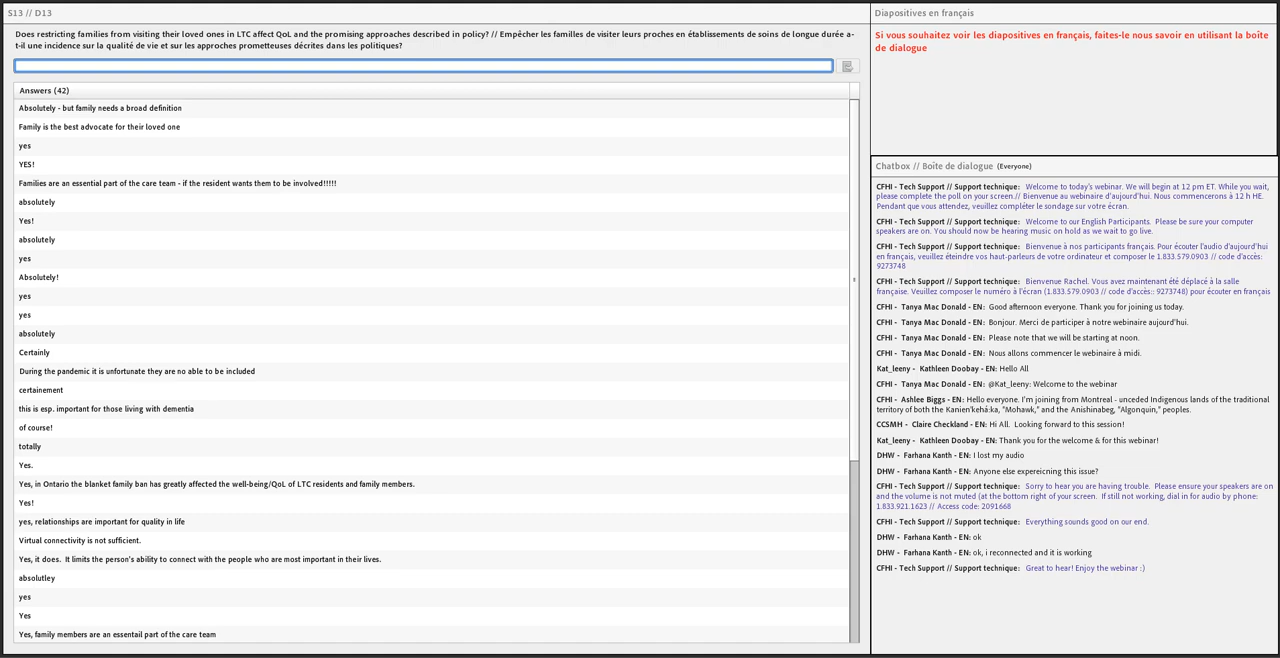 S13 // D13
Does restricting families from visiting their loved ones in LTC affect QoL and the promising approaches described in policy? // Empêcher les familles de visiter leurs proches en établissements de soins de longue durée a-
t-il une incidence sur la qualité de vie et sur les approches prometteuses décrites dans les politiques?
Answers (42)
Absolutely - but family needs a broad definition
Family is the best advocate for their loved one
yes
YES!
Families are an essential part of the care team - if the resident wants them to be involved!!!!!
absolutely
Yes!
absolutely
yes
Absolutely!
yes
yes
absolutely
Certainly
During the pandemic it is unfortunate they are no able to be included
certainement
this is esp. important for those living with dementia
of course!
totally
Yes.
Yes, in Ontario the blanket family ban has greatly affected the well-being/QoL of LTC residents and family members.
Yes!
yes, relationships are important for quality in life
Virtual connectivity is not sufficient.
Yes, it does.  It limits the person's ability to connect with the people who are most important in their lives.
absolutley
yes
Yes
Yes, family members are an essentail part of the care team
Diapositives en français
Si vous souhaitez voir les diapositives en français, faites-le nous savoir en utilisant la boîte
de dialogue
Chatbox // Boîte de dialogue (Everyone)
CFHI - Tech Support // Support technique: Welcome to today's webinar. We will begin at 12 pm ET. While you wait,
please complete the poll on your screen.// Bienvenue au webinaire d'aujourd'hui. Nous commencerons à 12 h HE.
Pendant que vous attendez, veuillez compléter le sondage sur votre écran.
CFHI - Tech Support // Support technique: Welcome to our English Participants.  Please be sure your computer
speakers are on. You should now be hearing music on hold as we wait to go live.
CFHI - Tech Support // Support technique: Bienvenue à nos participants français. Pour écouter l'audio d'aujourd'hui
en français, veuillez éteindre vos haut-parleurs de votre ordinateur et composer le 1.833.579.0903 // code d'accès:
9273748
CFHI - Tech Support // Support technique: Bienvenue Rachel. Vous avez maintenant été déplacé à la salle
française. Veuillez composer le numéro à l'écran (1.833.579.0903 // code d'accès:: 9273748) pour écouter en français
CFHI - Tanya Mac Donald - EN: Good afternoon everyone. Thank you for joining us today.
CFHI - Tanya Mac Donald - EN: Bonjour. Merci de participer à notre webinaire aujourd'hui.
CFHI - Tanya Mac Donald - EN: Please note that we will be starting at noon.
CFHI - Tanya Mac Donald - EN: Nous allons commencer le webinaire à midi.
Kat_leeny - Kathleen Doobay - EN: Hello All
CFHI - Tanya Mac Donald - EN: @Kat_leeny: Welcome to the webinar
CFHI - Ashlee Biggs - EN: Hello everyone. I'm joining from Montreal - unceded Indigenous lands of the traditional
territory of both the Kanien'kehá:ka, "Mohawk," and the Anishinabeg, "Algonquin," peoples.
CCSMH - Claire Checkland - EN: Hi All.  Looking forward to this session!
Kat_leeny - Kathleen Doobay - EN: Thank you for the welcome & for this webinar!
DHW - Farhana Kanth - EN: I lost my audio
DHW - Farhana Kanth - EN: Anyone else expereicning this issue?
CFHI - Tech Support // Support technique: Sorry to hear you are having trouble.  Please ensure your speakers are on
and the volume is not muted (at the bottom right of your screen.  If still not working, dial in for audio by phone:
1.833.921.1623 // Access code: 2091668
CFHI - Tech Support // Support technique: Everything sounds good on our end.
DHW - Farhana Kanth - EN: ok
DHW - Farhana Kanth - EN: ok, i reconnected and it is working
CFHI - Tech Support // Support technique: Great to hear! Enjoy the webinar :)